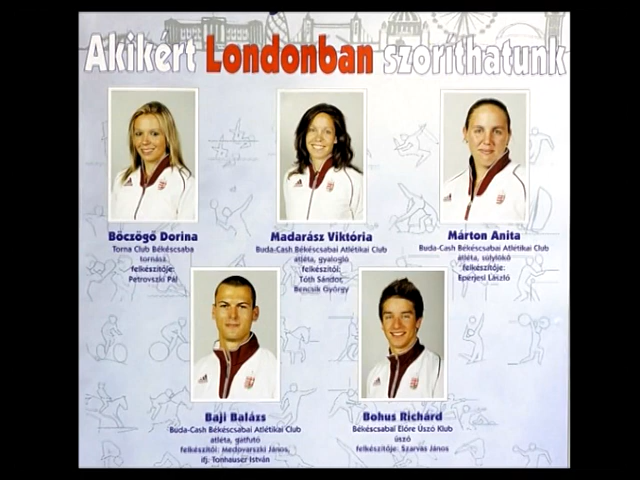 Akikért Londonban szoríthatunk
Böczögő Dorina
Torna Club Békéscsaba
tornász
felkészítője:
Petrovszki Pál
Madarász Viktória
Buda-Cash Békéscsabai Atlétikai Club
atléta, gyalogló
felkészítői:
Tóth Sándor,
Bencsik György
Márton Anita
Buda-Cash Békéscsabai Atlétikai Club
atléta, súlylökő
felkészítője:
Eperjesi László
Baji Balázs
Buda-Cash Békéscsabai Atlétikai Club
atléta, gátfutó
felkészítői: Medovarszki János,
ifj. Tonhauser István
Bohus Richárd
Békéscsabai Előre Úszó Klub
úszó
felkészítője: Szarvas János